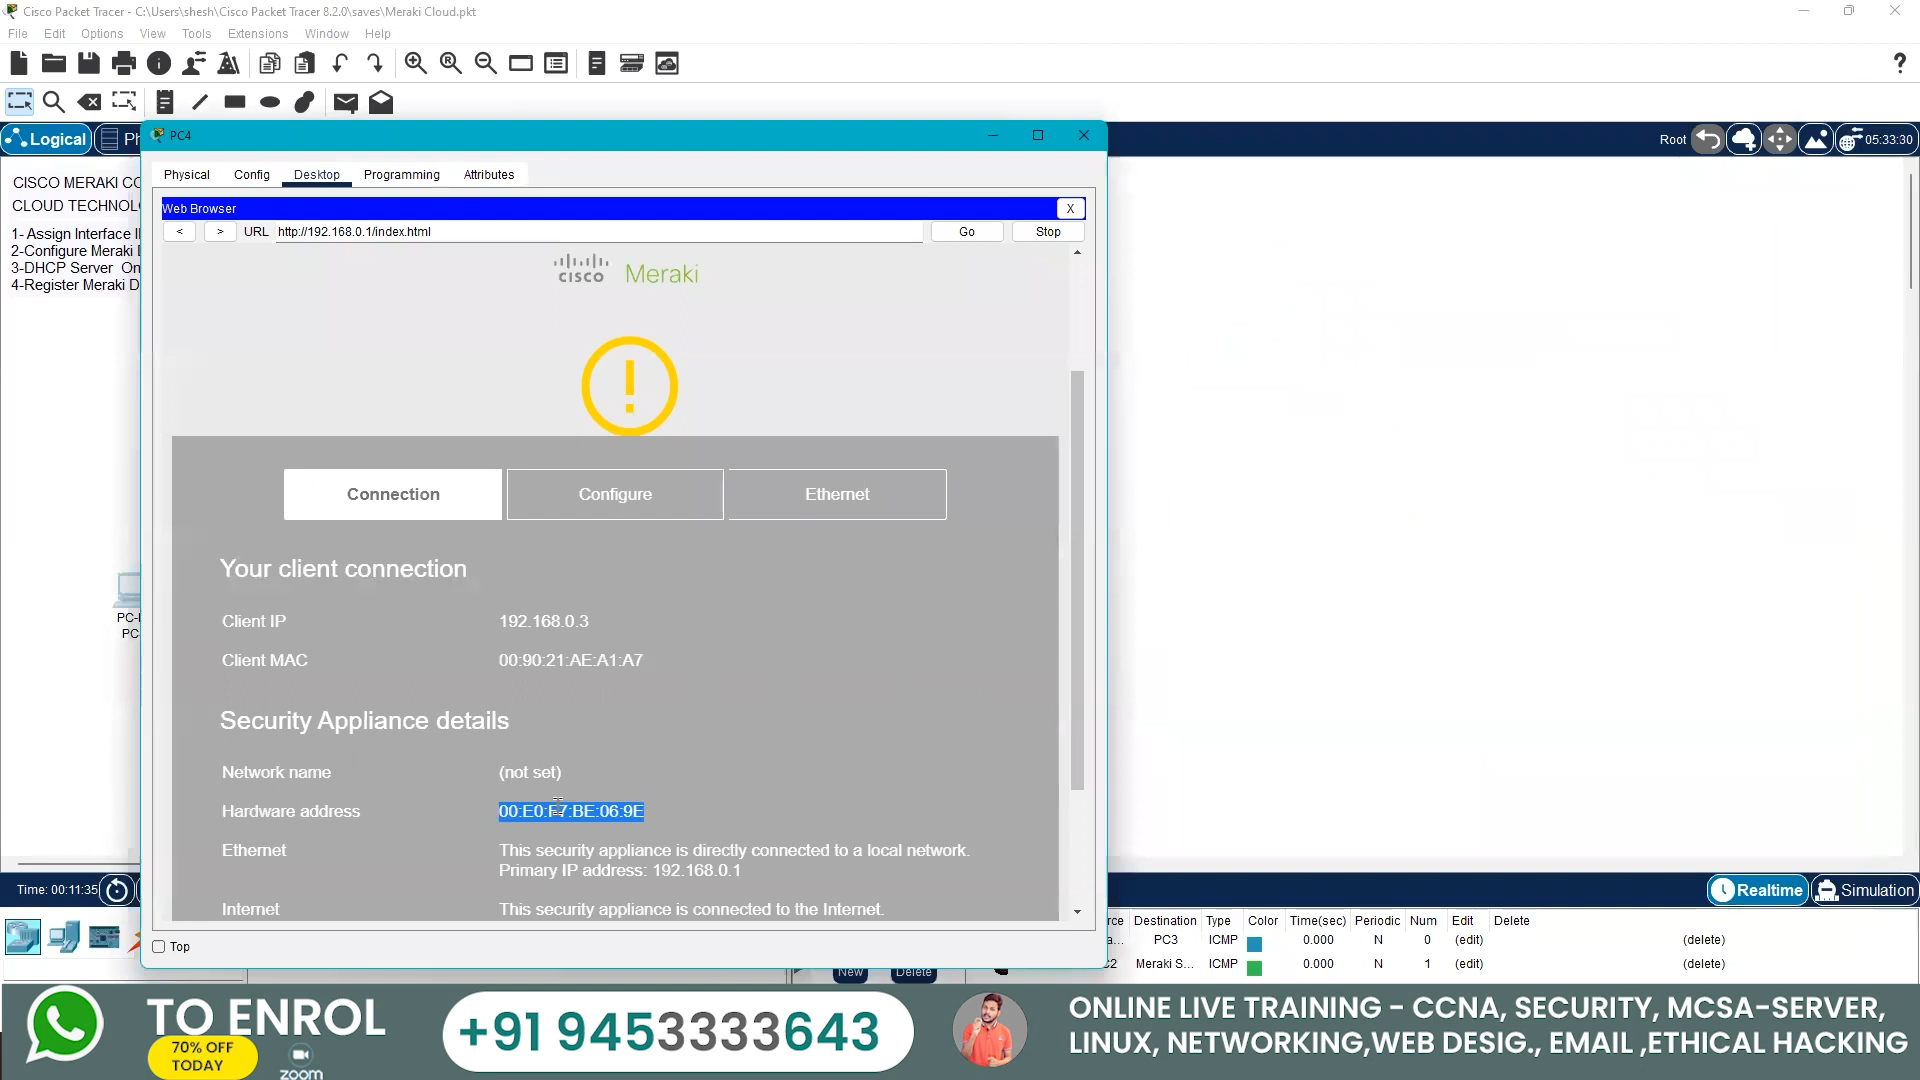 Cisco Packet Tracer - C:\Users\shesh\Cisco Packet Tracer 8.2.0\saves\Meraki Cloud.pkt
File Edit Options View Tools Extensions Window Help
?
Logical
Root 05:33:30
PC4
CISCO MERAKI
CLOUD
1- Assign Interface
2-Configure Meraki
3-DHCP Server On
4-Register Meraki
Physical Config Desktop Programming Attributes
Web Browser X
< > URL http://192.168.0.1/index.html Go Stop
CISCO Meraki
!
Connection Configure Ethernet
Your client connection
Client IP 192.168.0.3
Client MAC 00:90:21:AE:A1:A7
Security Appliance details
Network name (not set)
Hardware address 00:E0:F7:BE:06:9E
Ethernet This security appliance is directly connected to a local network.
Primary IP address: 192.168.0.1
Internet This security appliance is connected to the Internet.
Top
Time: 00:11:35
Realtime Simulation
Destination Type Color Time(sec) Periodic Num Edit Delete
PC3 ICMP 0.000 N 0 (edit) (delete)
Meraki S... ICMP 0.000 N 1 (edit) (delete)
New Delete
TO ENROL
70% OFF
TODAY
zoom
+91 9453333643
ONLINE LIVE TRAINING - CCNA, SECURITY, MCSA-SERVER,
LINUX, NETWORKING,WEB DESIG., EMAIL ,ETHICAL HACKING